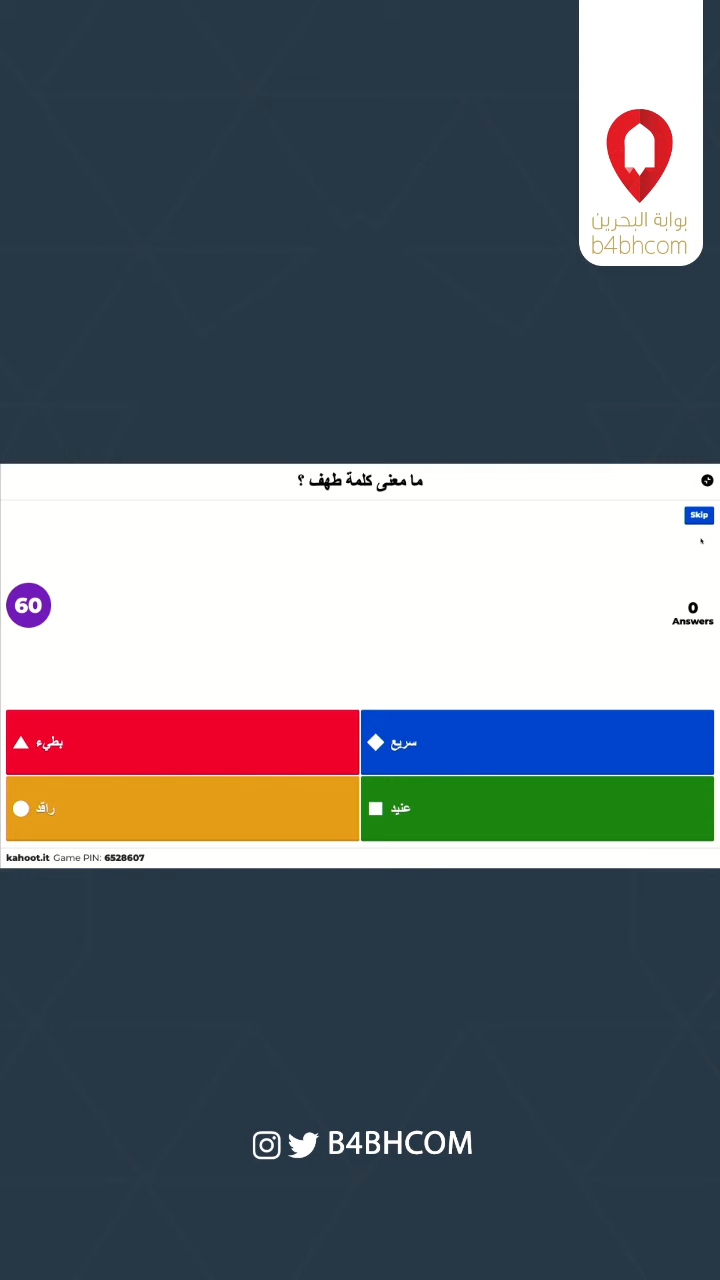 بوابة البحرين
b4bhcom
ما معنى كلمة طهف ؟
Skip
60
0
Answers
بطيء
سريع
راقد
عنيد
kahoot.it Game PIN: 6528607
B4BHCOM